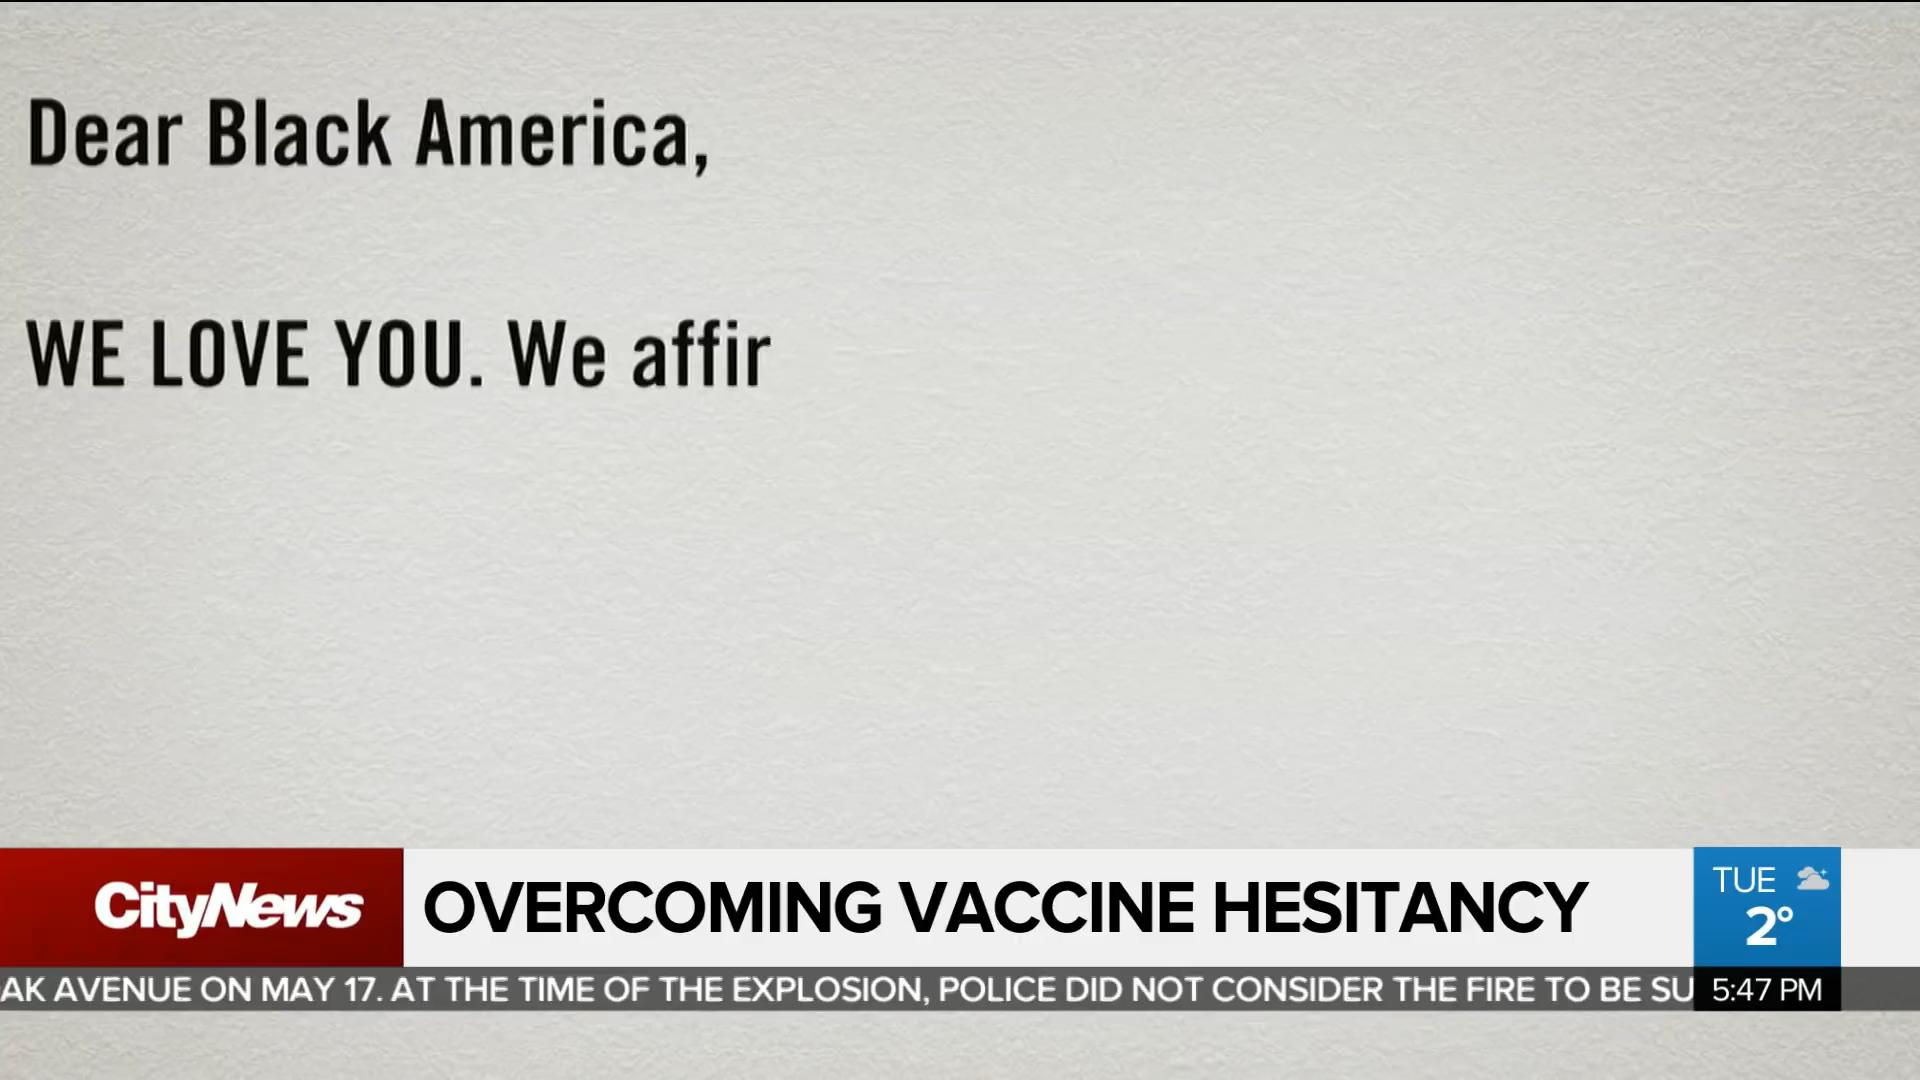 Dear Black America,
WE LOVE YOU. We affir
CityNews
OVERCOMING VACCINE HESITANCY
TUE
2°
AK AVENUE ON MAY 17. AT THE TIME OF THE EXPLOSION, POLICE DID NOT CONSIDER THE FIRE TO BE SU
5:47 PM